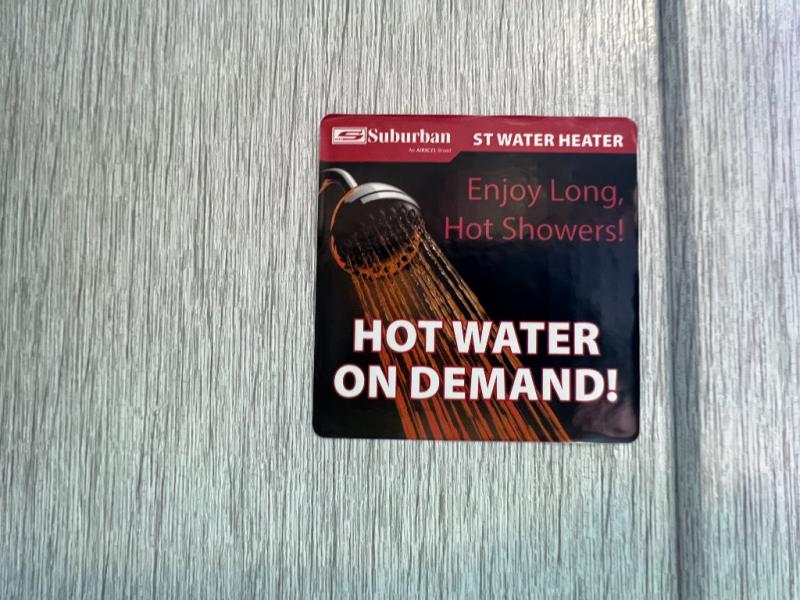 Suburban
An AIRXCEL Brand
ST WATER HEATER
Enjoy Long,
Hot Showers!
HOT WATER
ON DEMAND!